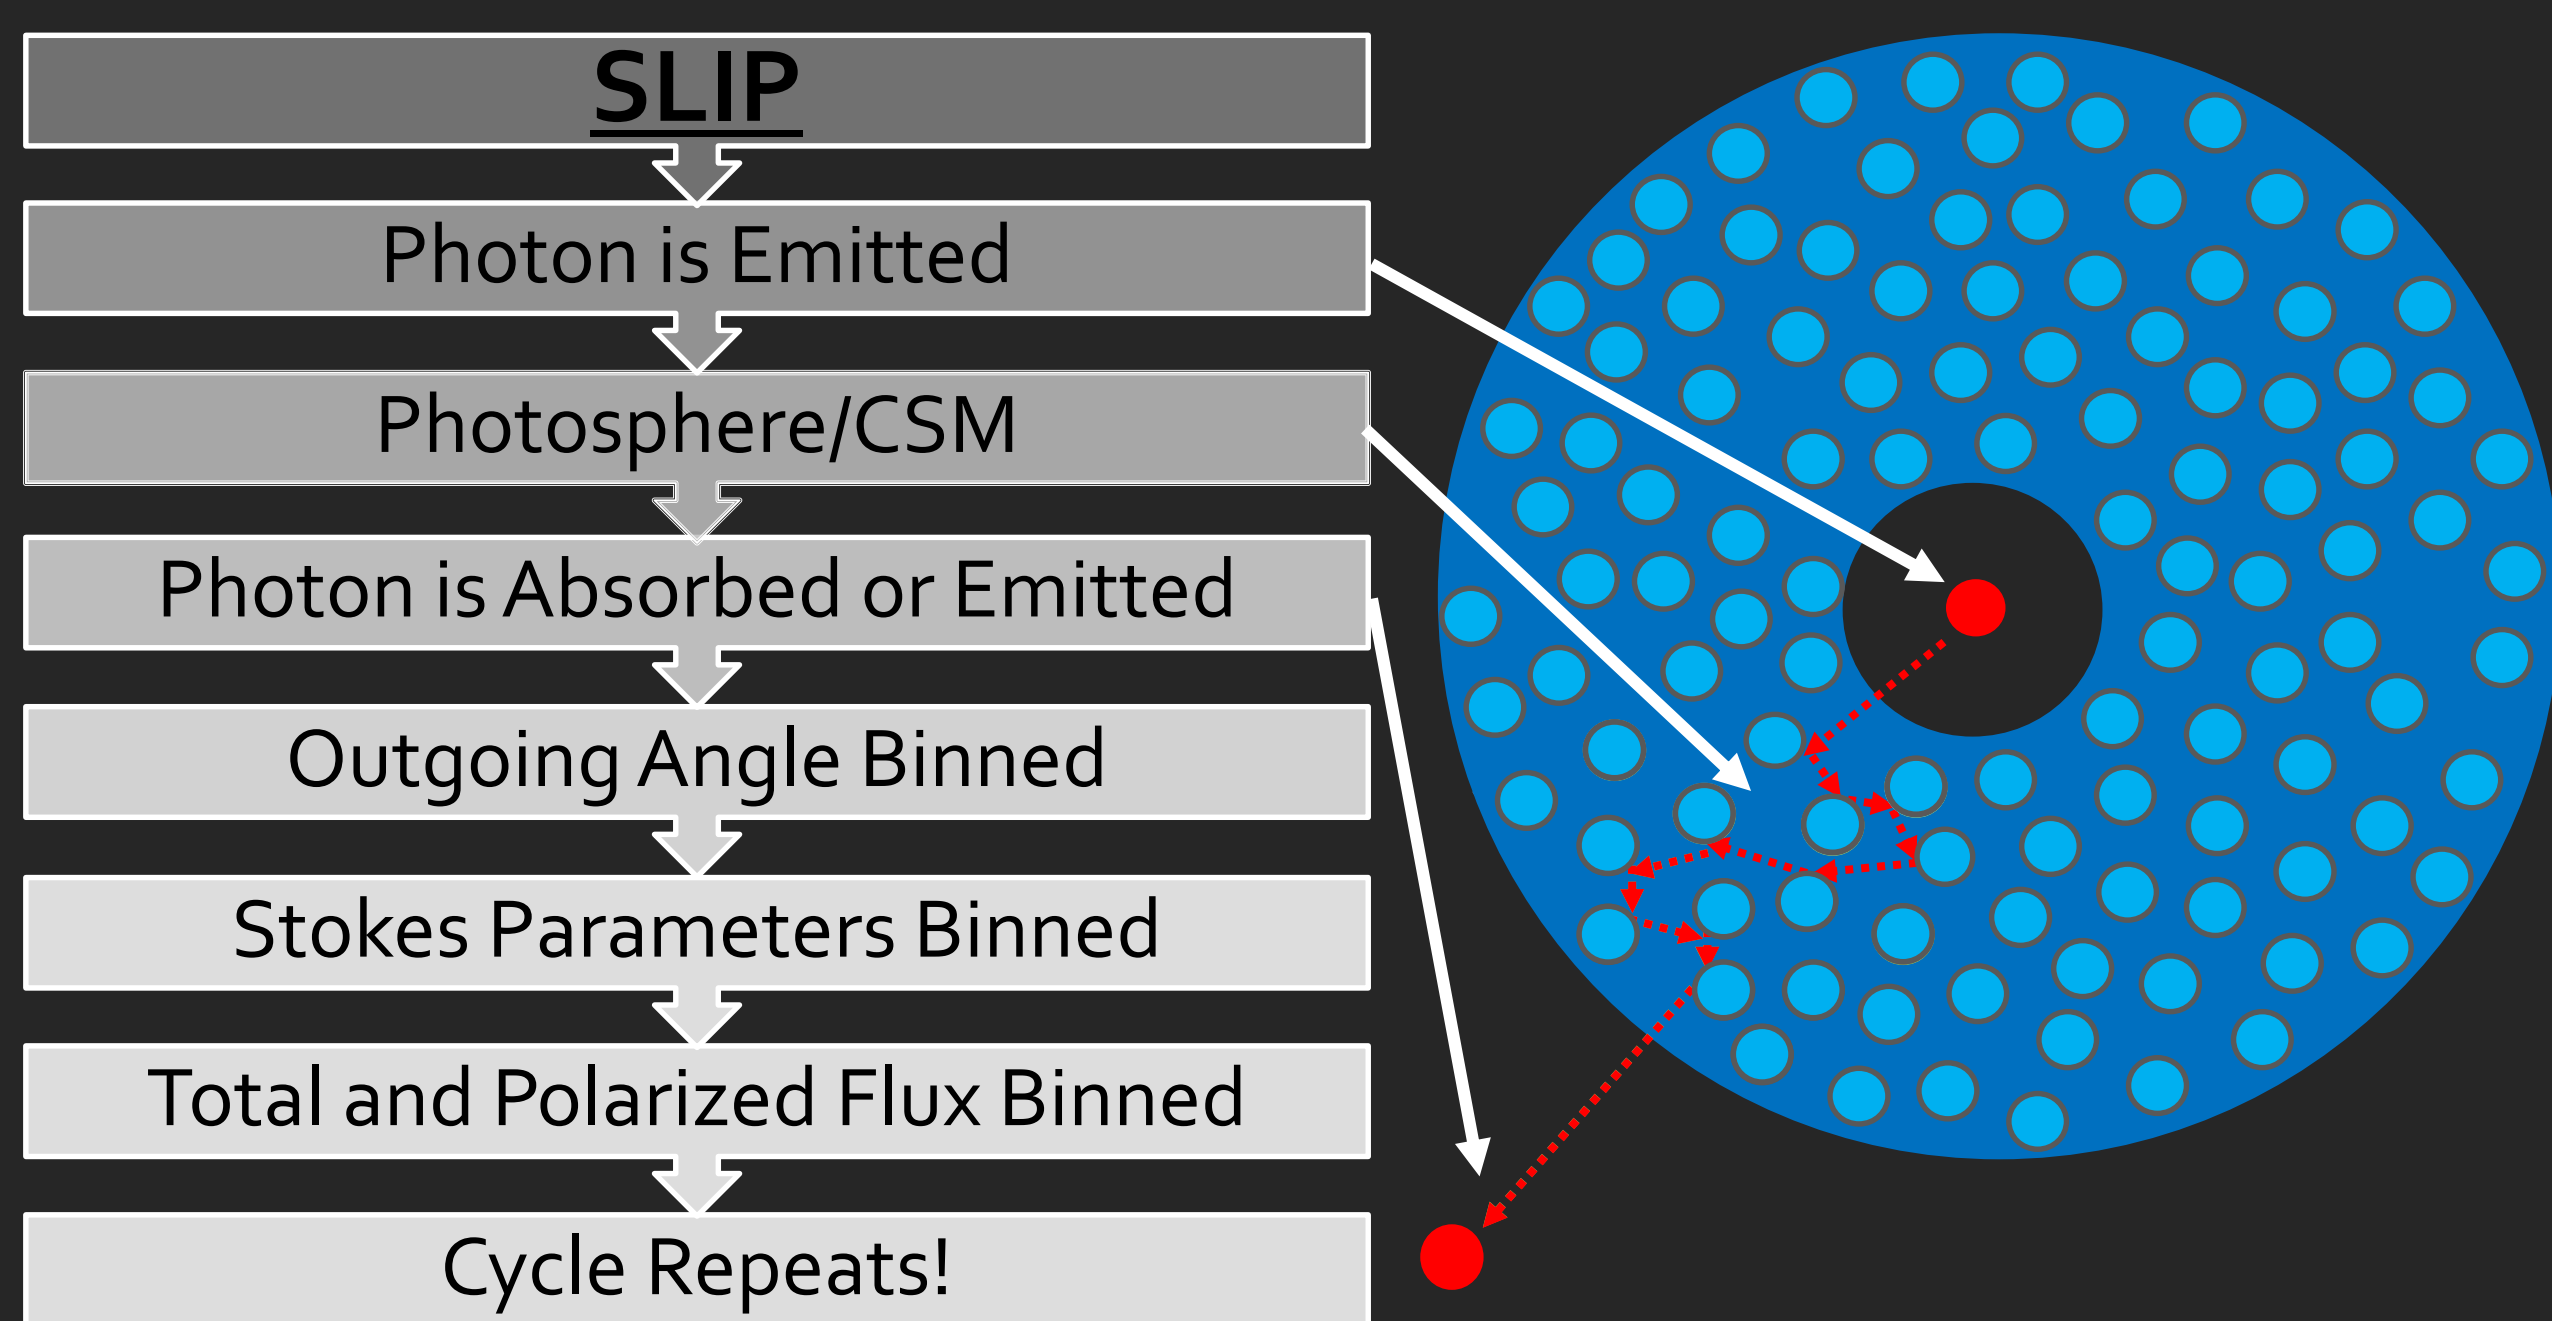 SLIP
Photon is Emitted
Photosphere/CSM
Photon is Absorbed or Emitted
Outgoing Angle Binned
Stokes Parameters Binned
Total and Polarized Flux Binned
Cycle Repeats!